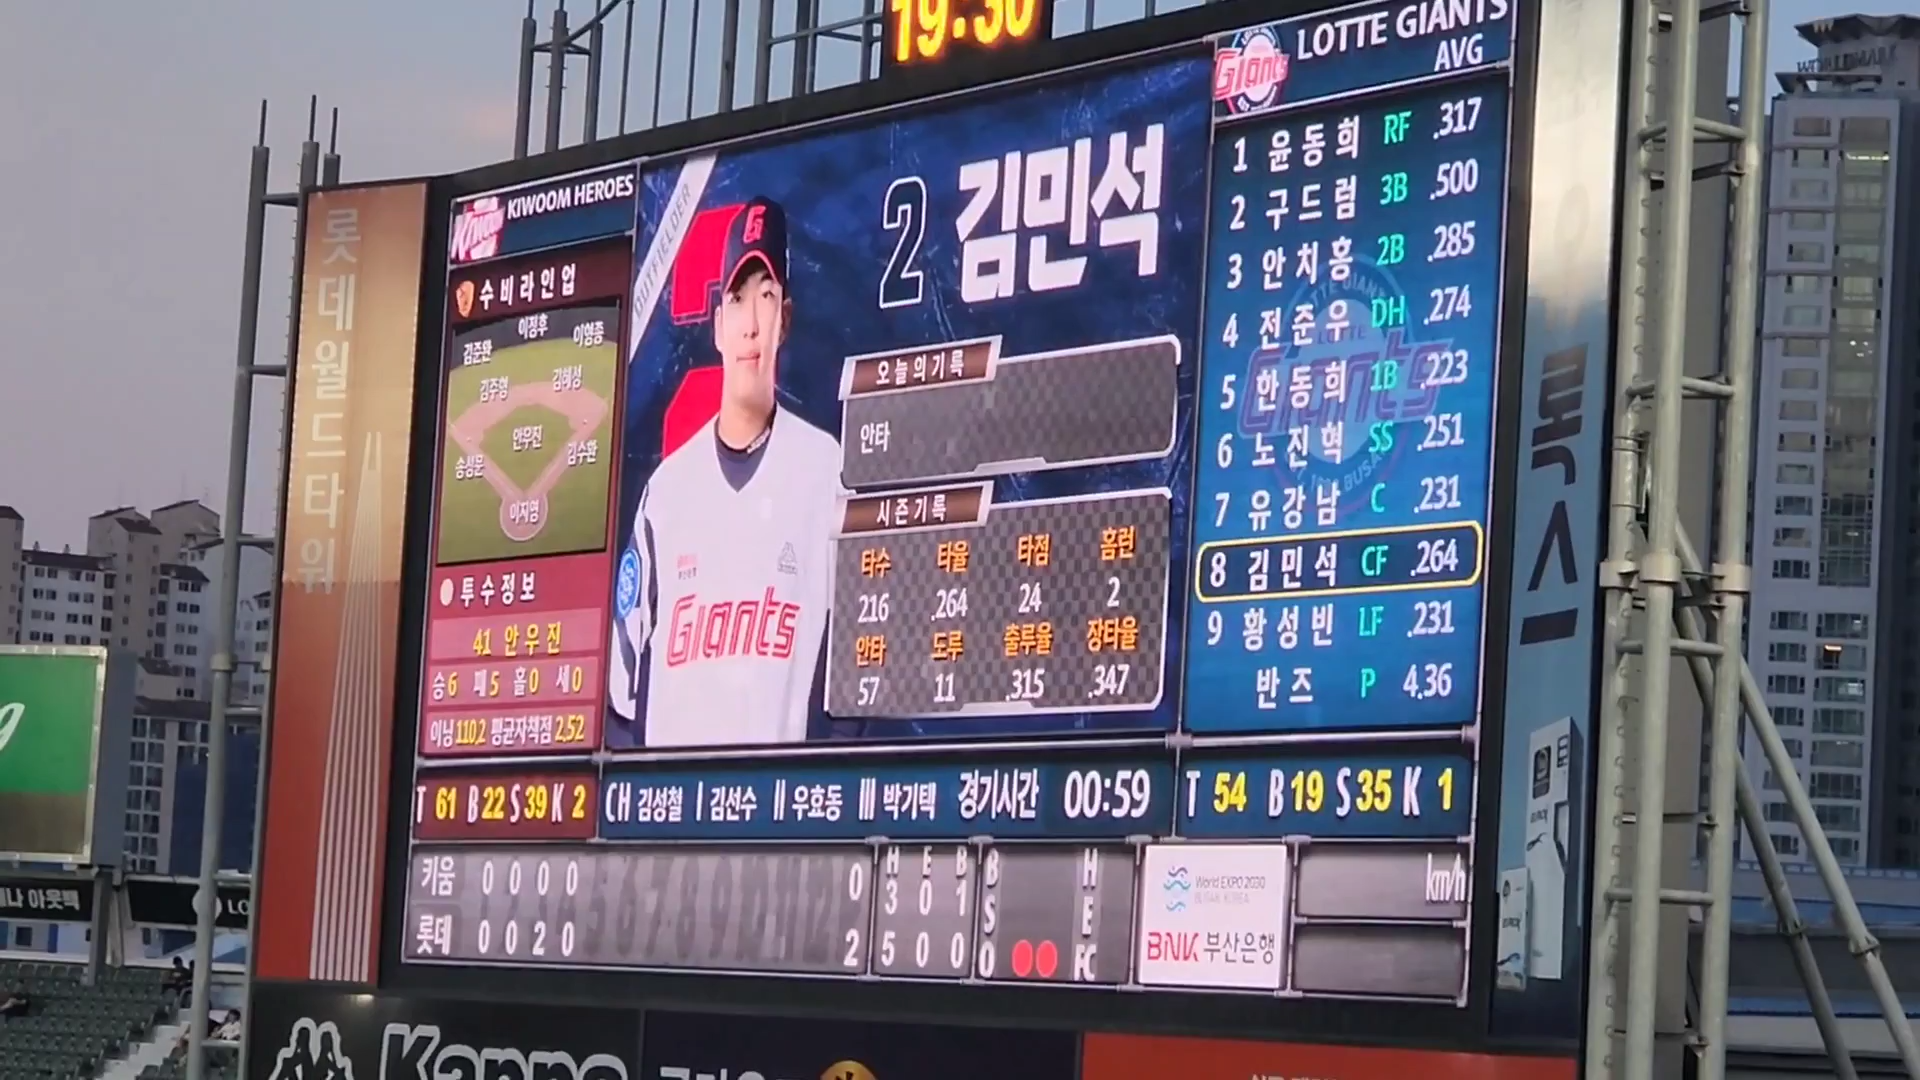 19:30
LOTTE GIANTS
AVG
Giants
1 윤동희 RF .317
2 구드럼 3B .500
3 안치홍 2B .285
4 전준우 DH .274
5 한동희 1B .223
6 노진혁 SS .251
7 유강남 C .231
8 김민석 CF .264
9 황성빈 LF .231
반즈 P 4.36
KIWOOM HEROES
수비라인업
이정후
김준완
이형종
김주형
김혜성
안우진
송성문
김수환
이지영
투수정보
41 안우진
승6 패5 홀0 세0
이닝110.2 평균자책점2.52
OUTFIELDER
2 김민석
오늘의기록
안타
시즌기록
타수 타율 타점 홈런
216 .264 24 2
안타 도루 출루율 장타율
57 11 .315 .347
Giants
T 61 B 22 S 39 K 2
CH 김성철 I 김선수 II 우효동 III 박기택 경기시간 00:59
T 54 B 19 S 35 K 1
H E B
키움 0 0 0 0 0 3 0 1
롯데 0 0 2 0 2 5 0 0
B
S
O
H
E
FC
World EXPO 2030
BUSAN, KOREA
BNK 부산은행
km/h
롯데월드타워
록스
WORLDMARK
Kappa